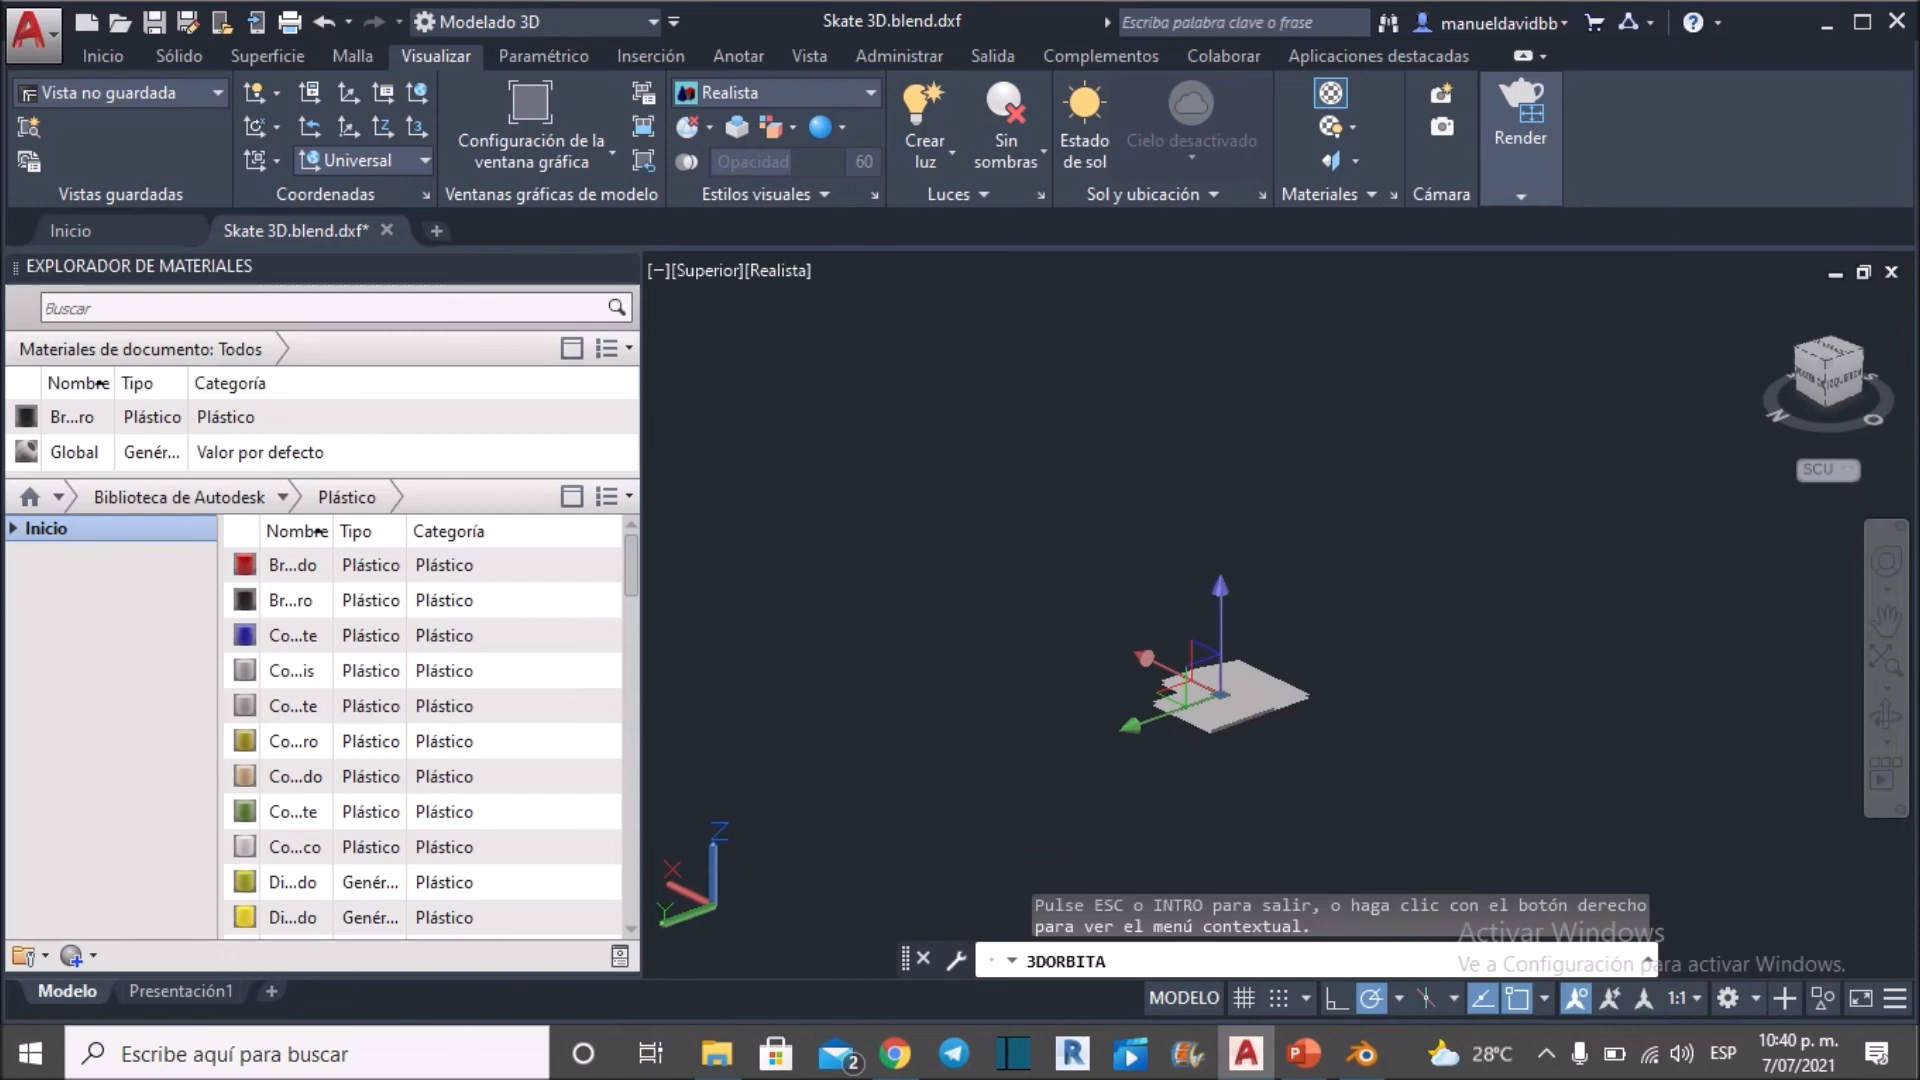 Modelado 3D
Skate 3D.blend.dxf
Escriba palabra clave o frase
manueldavidbb
Inicio
Sólido
Superficie
Malla
Visualizar
Paramétrico
Inserción
Anotar
Vista
Administrar
Salida
Complementos
Colaborar
Aplicaciones destacadas
Vista no guardada
Universal
Configuración de la
ventana gráfica
Realista
Opacidad 60
Crear
luz
Sin
sombras
Estado
de sol
Cielo desactivado
Render
Vistas guardadas
Coordenadas
Ventanas gráficas de modelo
Estilos visuales
Luces
Sol y ubicación
Materiales
Cámara
Inicio
Skate 3D.blend.dxf*
EXPLORADOR DE MATERIALES
Buscar
Materiales de documento: Todos
Nombre Tipo Categoría
Br...ro Plástico Plástico
Global Genér... Valor por defecto
Biblioteca de Autodesk Plástico
Inicio
Nombre Tipo Categoría
Br...do Plástico Plástico
Br...ro Plástico Plástico
Co...te Plástico Plástico
Co...is Plástico Plástico
Co...te Plástico Plástico
Co...ro Plástico Plástico
Co...do Plástico Plástico
Co...te Plástico Plástico
Co...co Plástico Plástico
Di...do Genér... Plástico
Di...do Genér... Plástico
[−][Superior][Realista]
N
O
S
SCU
Z
X
Y
Pulse ESC o INTRO para salir, o haga clic con el botón derecho
para ver el menú contextual.
3DORBITA
Activar Windows
Ve a Configuración para activar Windows.
Modelo
Presentación1
MODELO
1:1
Escribe aquí para buscar
2
28°C
ESP
10:40 p. m.
7/07/2021